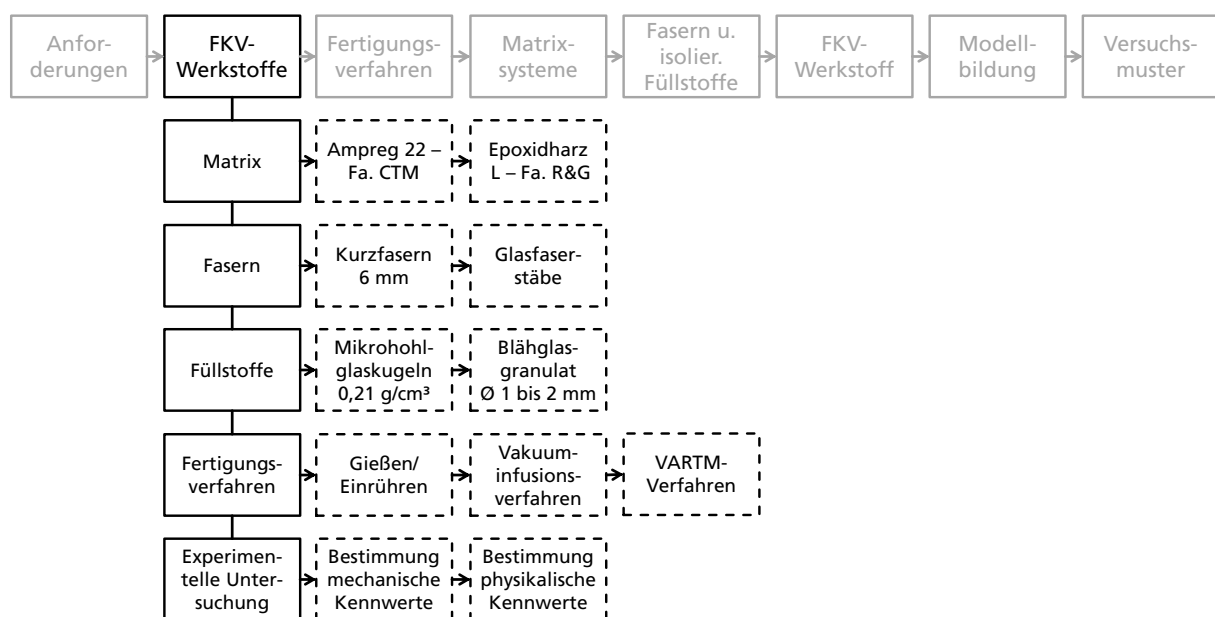 Anfor-
derungen
FKV-
Werkstoffe
Fertigungs-
verfahren
Matrix-
systeme
Fasern u.
isolier.
Füllstoffe
FKV-
Werkstoff
Modell-
bildung
Versuchs-
muster
Matrix
Ampreg 22 –
Fa. CTM
Epoxidharz
L – Fa. R&G
Fasern
Kurzfasern
6 mm
Glasfaser-
stäbe
Füllstoffe
Mikrohohl-
glaskugeln
0,21 g/cm³
Blähglas-
granulat
Ø 1 bis 2 mm
Fertigungs-
verfahren
Gießen/
Einrühren
Vakuum-
infusions-
verfahren
VARTM-
Verfahren
Experimen-
telle Unter-
suchung
Bestimmung
mechanische
Kennwerte
Bestimmung
physikalische
Kennwerte